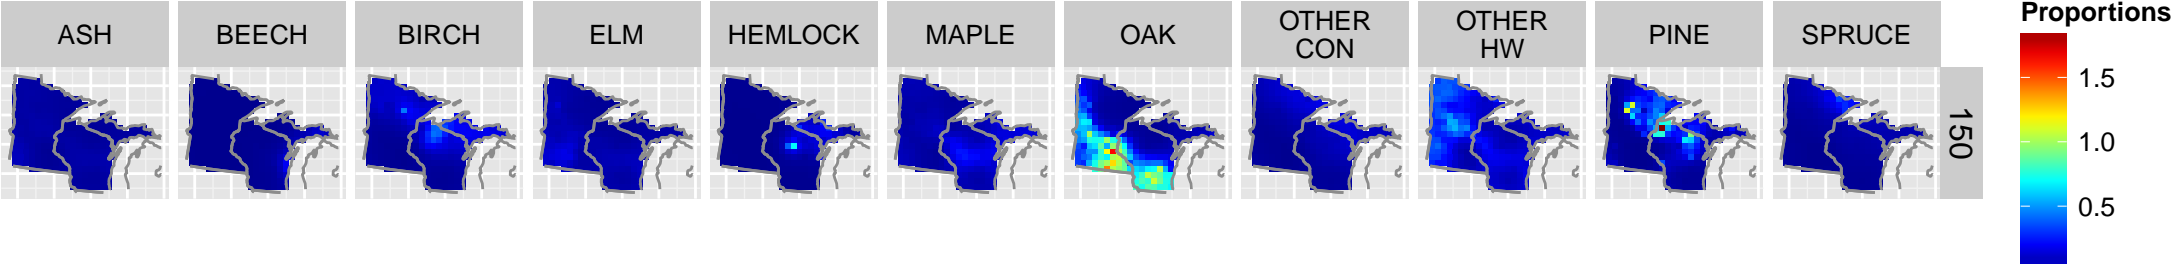 ASH
BEECH
BIRCH
ELM
HEMLOCK
MAPLE
OAK
OTHER
CON
OTHER
HW
PINE
SPRUCE
150
Proportions
1.5
1.0
0.5